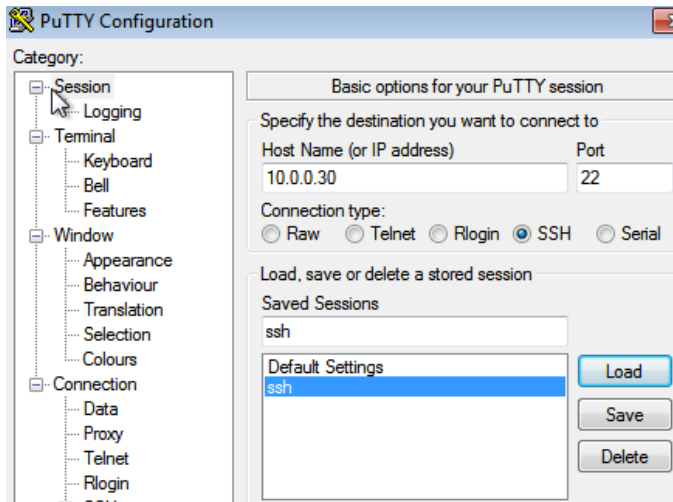 PuTTY Configuration
Category:
Session
Logging
Terminal
Keyboard
Bell
Features
Window
Appearance
Behaviour
Translation
Selection
Colours
Connection
Data
Proxy
Telnet
Rlogin
Basic options for your PuTTY session
Specify the destination you want to connect to
Host Name (or IP address) Port
10.0.0.30 22
Connection type:
Raw Telnet Rlogin SSH Serial
Load, save or delete a stored session
Saved Sessions
ssh
Default Settings
ssh
Load
Save
Delete